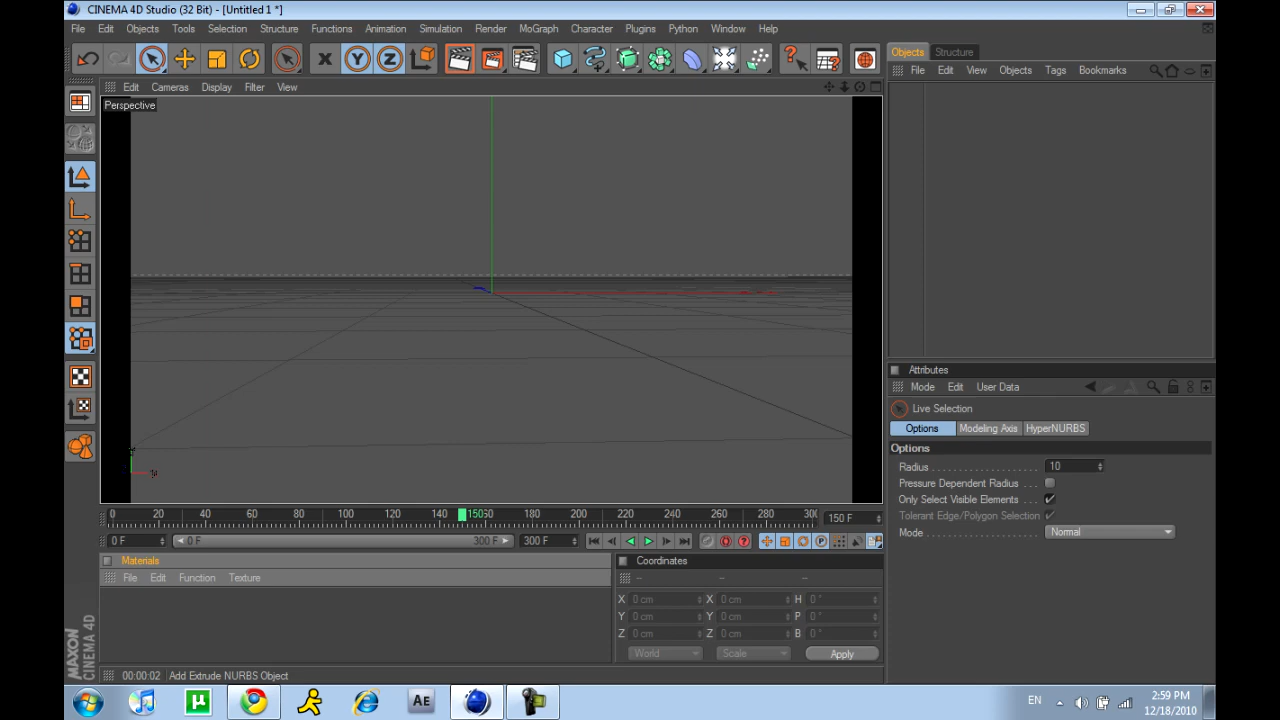 CINEMA 4D Studio (32 Bit) - [Untitled 1 *]
File Edit Objects Tools Selection Structure Functions Animation Simulation Render MoGraph Character Plugins Python Window Help
X Y Z
Objects Structure
File Edit View Objects Tags Bookmarks
Edit Cameras Display Filter View
Perspective
Attributes
Mode Edit User Data
Live Selection
Options Modeling Axis HyperNURBS
Options
Radius 10
Pressure Dependent Radius
Only Select Visible Elements
Tolerant Edge/Polygon Selection
Mode Normal
0 20 40 60 80 100 120 140 150 200 220 240 260 280 150 F
0 F 0 F 300 F 300 F
Materials
File Edit Function Texture
Coordinates
-- -- --
X 0 cm X 0 cm H 0 °
Y 0 cm Y 0 cm P 0 °
Z 0 cm Z 0 cm B 0 °
World Scale Apply
MAXON
CINEMA 4D
00:00:02 Add Extrude NURBS Object
µ AE
EN
2:59 PM
12/18/2010